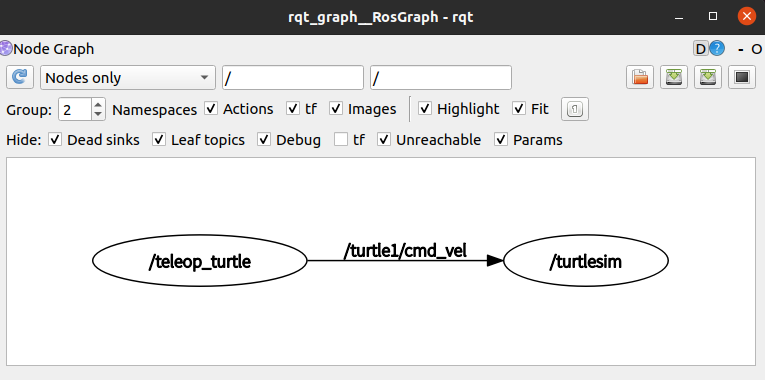 rqt_graph__RosGraph - rqt
Node Graph D ? - O
Nodes only / /
Group: 2 Namespaces Actions tf Images Highlight Fit
Hide: Dead sinks Leaf topics Debug tf Unreachable Params
/teleop_turtle /turtle1/cmd_vel /turtlesim